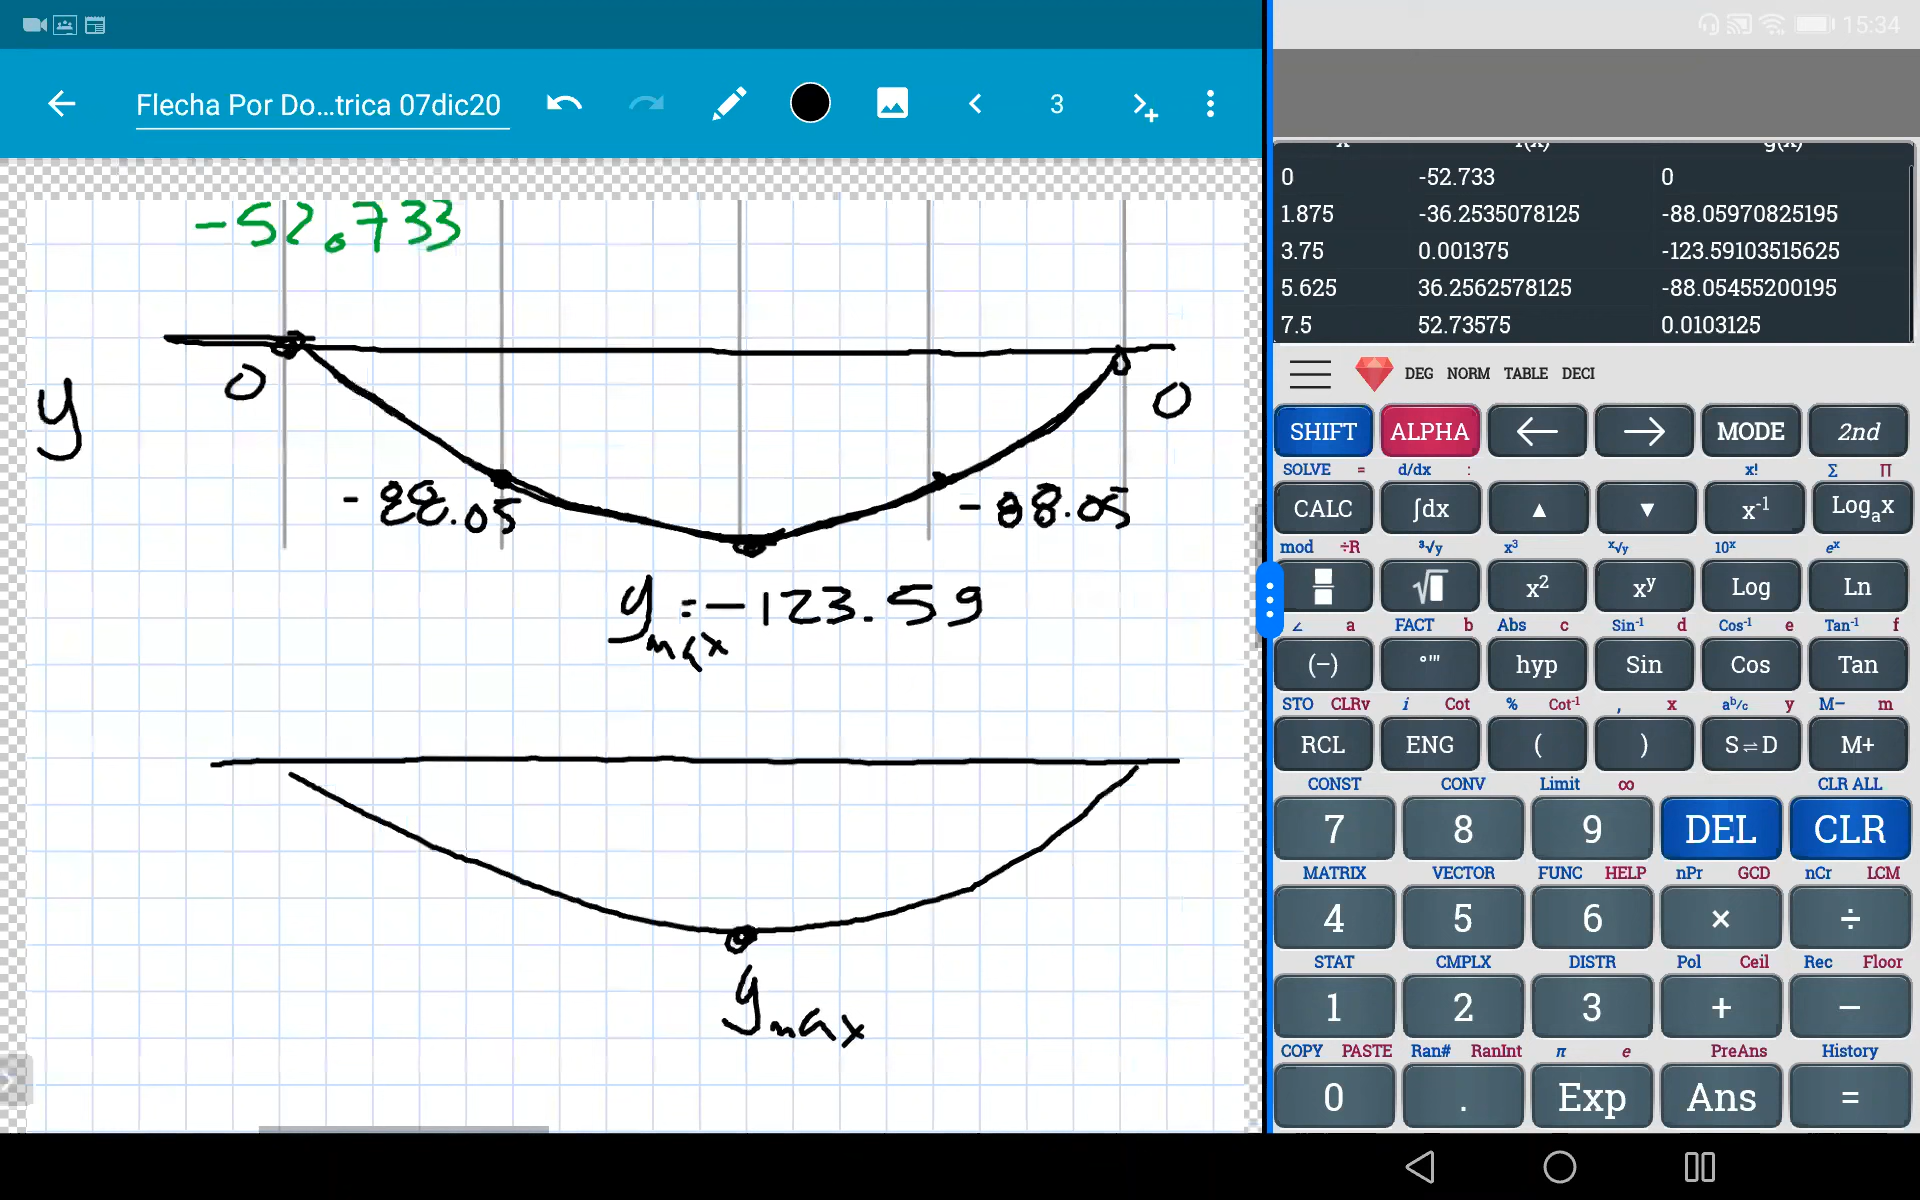 15:34
Flecha Por Do...trica 07dic20
3
-52.733
0
y
0
-88.05
-88.05
ymax=-123.59
ymax
x f(x) g(x)
0 -52.733 0
1.875 -36.2535078125 -88.05970825195
3.75 0.001375 -123.59103515625
5.625 36.2562578125 -88.05455200195
7.5 52.73575 0.0103125
DEG NORM TABLE DECI
SHIFT ALPHA ← → MODE 2nd
SOLVE = d/dx : x! Σ Π
CALC ∫dx ▲ ▼ x⁻¹ Logₐx
mod ÷R ³√y x³ ˣ√y 10ˣ eˣ
√ x² xʸ Log Ln
∠ a FACT b Abs c Sin⁻¹ d Cos⁻¹ e Tan⁻¹ f
(−) °'" hyp Sin Cos Tan
STO CLRv i Cot % Cot⁻¹ , x aᵇ/c y M− m
RCL ENG ( ) S⇌D M+
CONST CONV Limit ∞ CLR ALL
7 8 9 DEL CLR
MATRIX VECTOR FUNC HELP nPr GCD nCr LCM
4 5 6 × ÷
STAT CMPLX DISTR Pol Ceil Rec Floor
1 2 3 + −
COPY PASTE Ran# RanInt π e PreAns History
0 . Exp Ans =